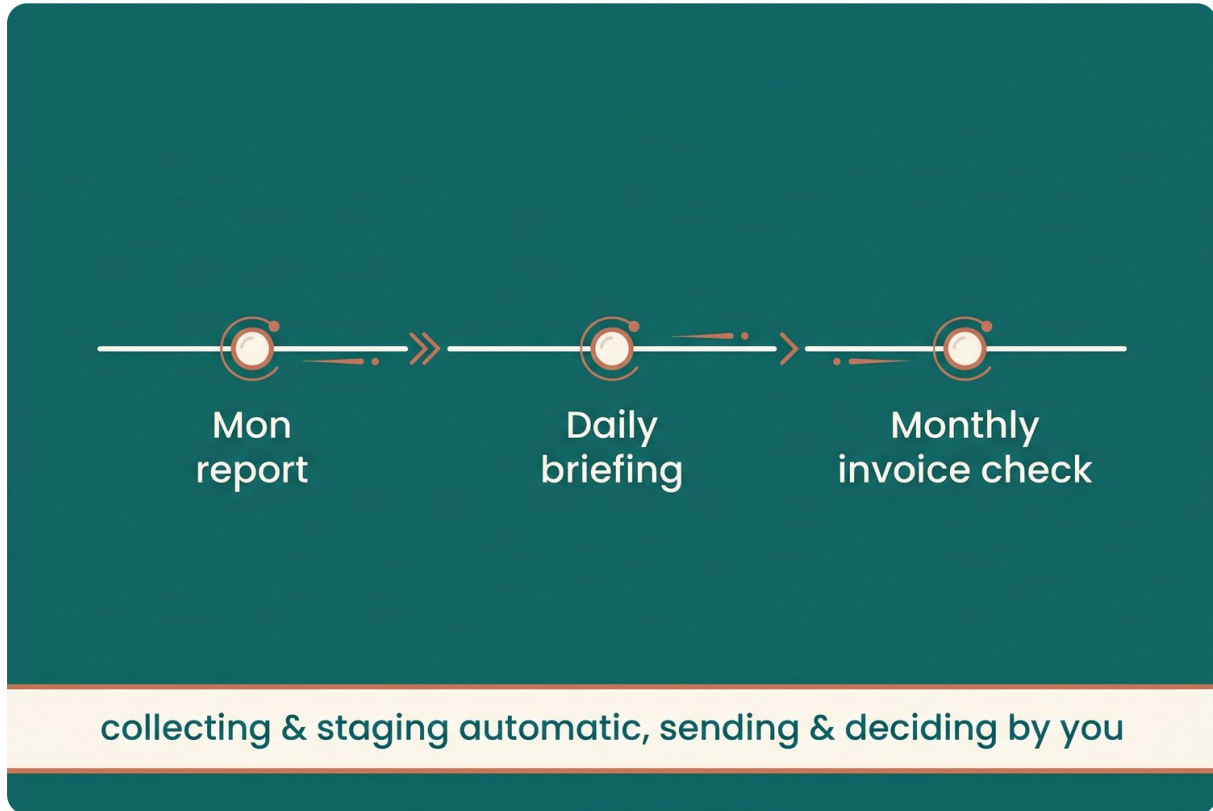 Mon
report
Daily
briefing
Monthly
invoice check
collecting & staging automatic, sending & deciding by you